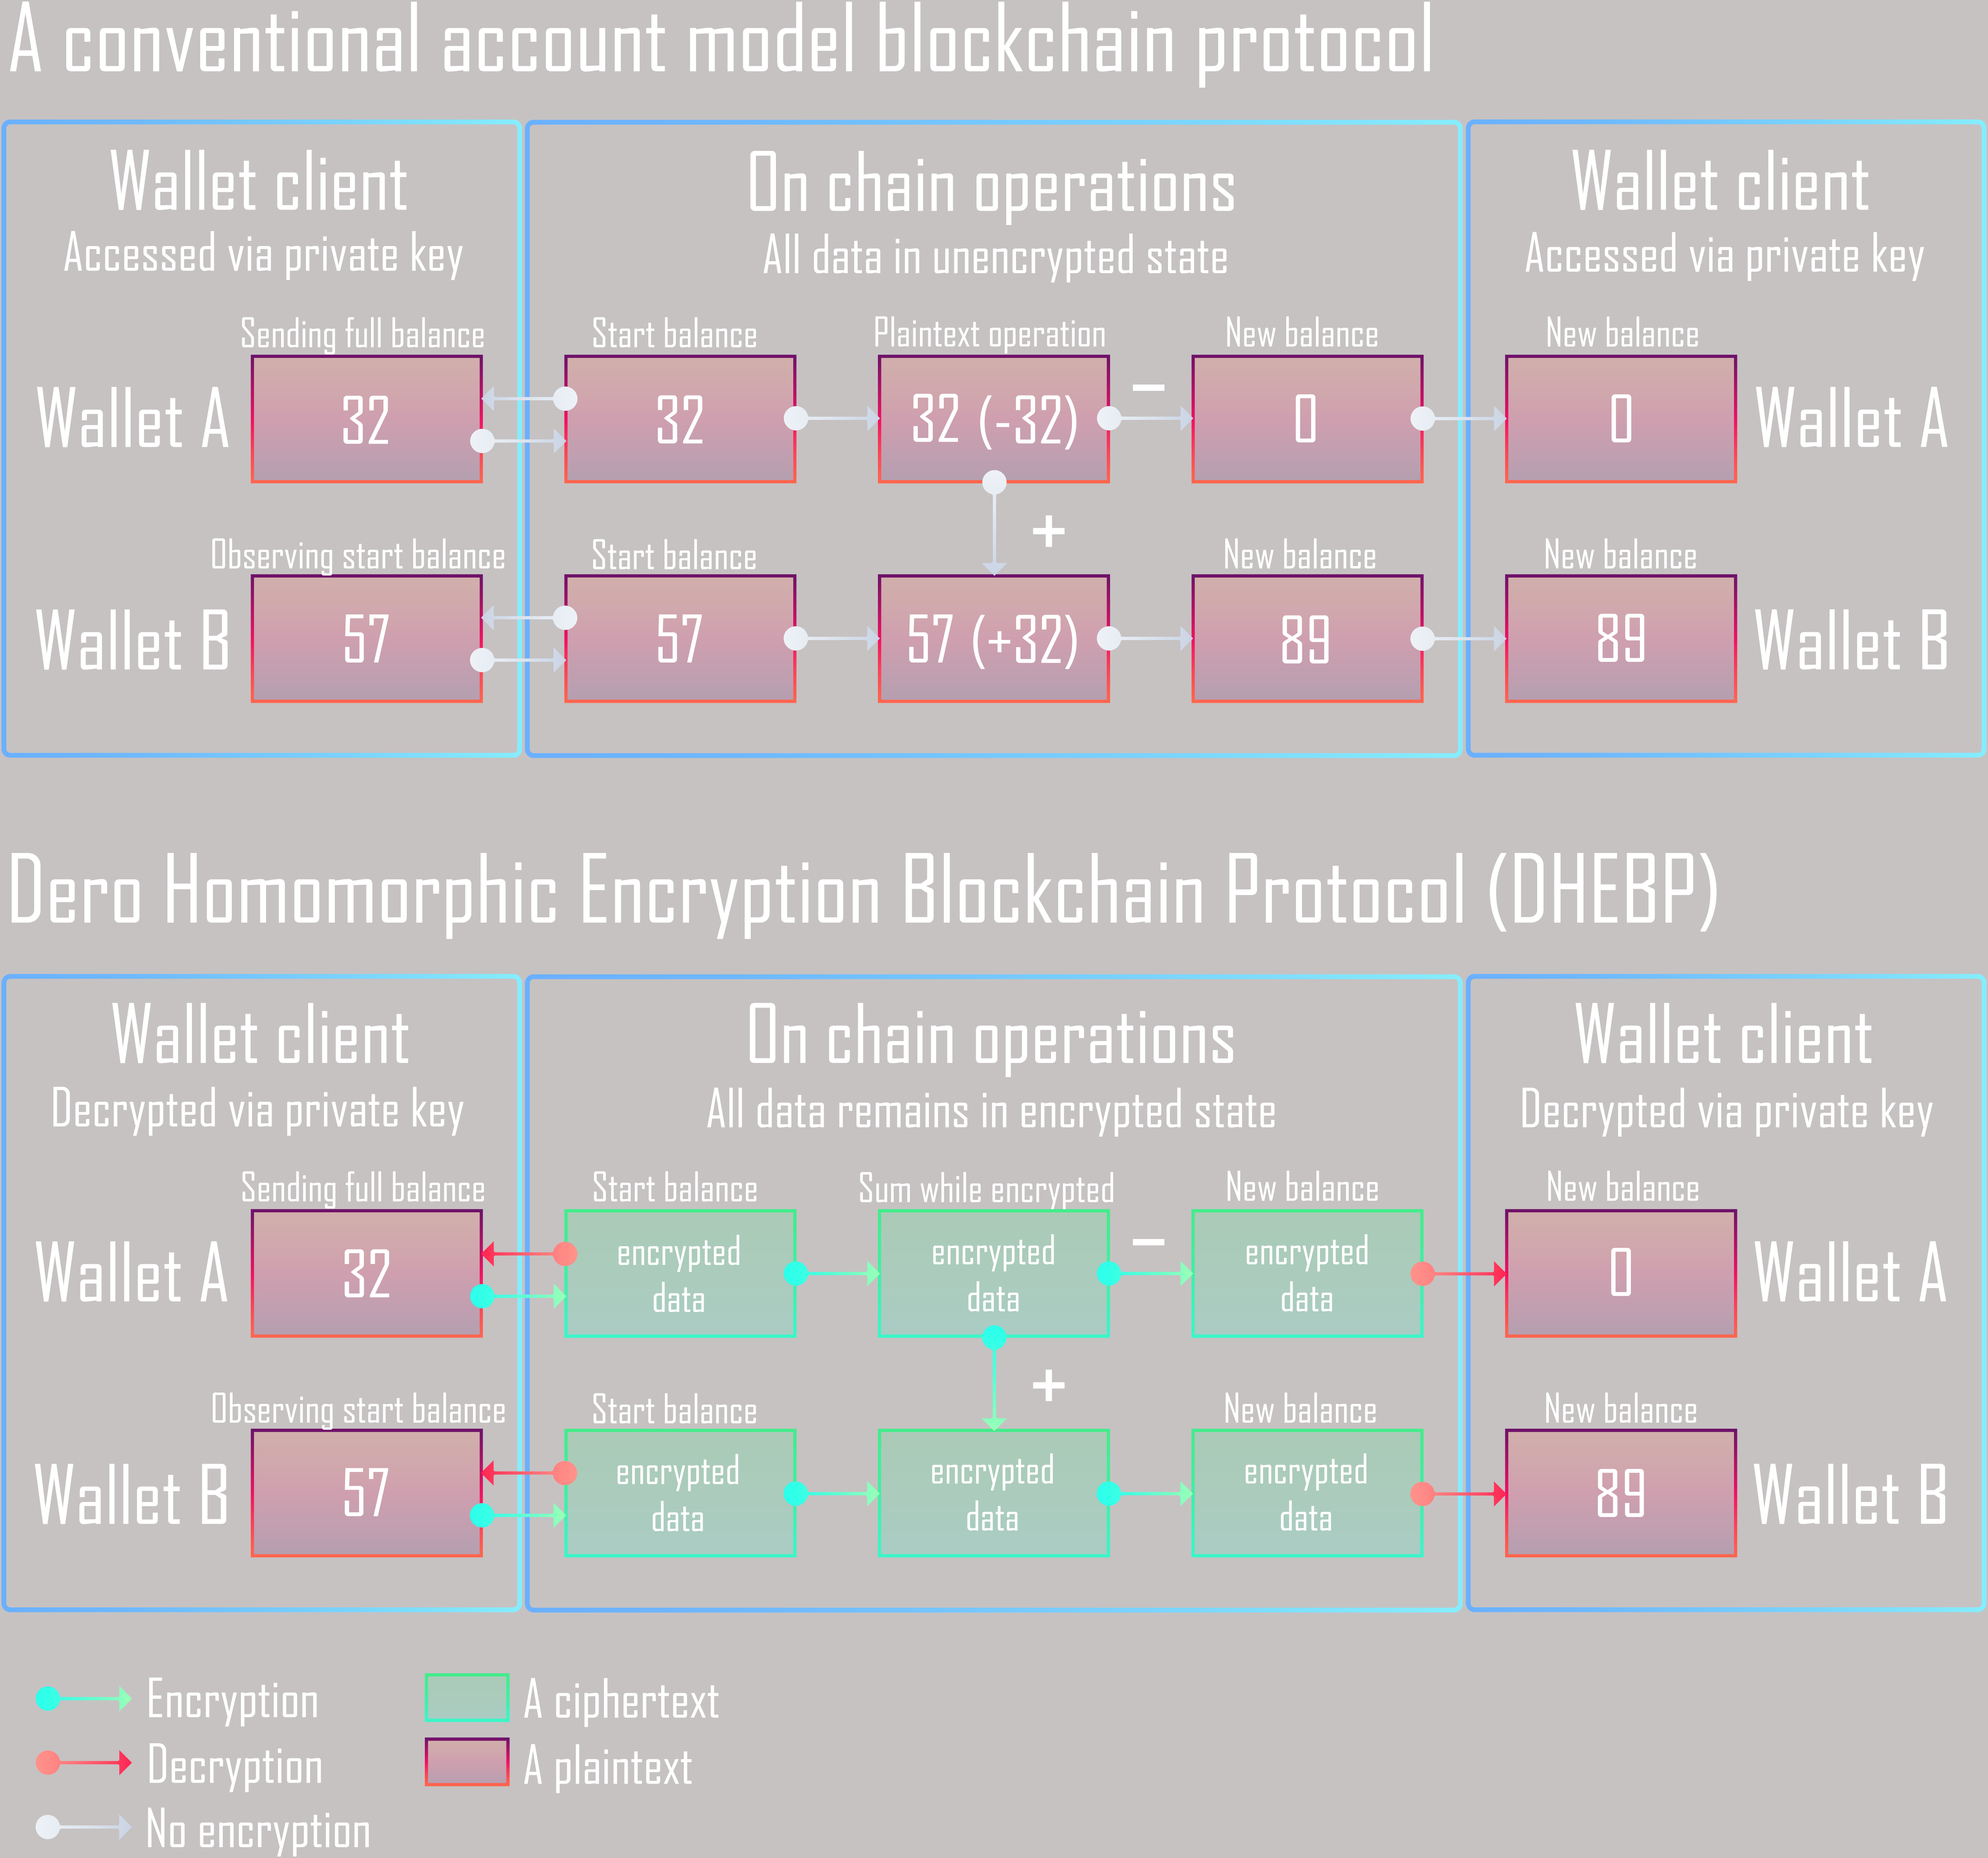 A conventional account model blockchain protocol
Wallet client
Accessed via private key
On chain operations
All data in unencrypted state
Wallet client
Accessed via private key
Sending full balance
Start balance
Plaintext operation
New balance
New balance
Wallet A
32
32
32 (-32)
−
0
0
Wallet A
+
Observing start balance
Start balance
New balance
New balance
Wallet B
57
57
57 (+32)
89
89
Wallet B
Dero Homomorphic Encryption Blockchain Protocol (DHEBP)
Wallet client
Decrypted via private key
On chain operations
All data remains in encrypted state
Wallet client
Decrypted via private key
Sending full balance
Start balance
Sum while encrypted
New balance
New balance
Wallet A
32
encrypted
data
encrypted
data
−
encrypted
data
0
Wallet A
+
Observing start balance
Start balance
New balance
New balance
Wallet B
57
encrypted
data
encrypted
data
encrypted
data
89
Wallet B
Encryption
A ciphertext
Decryption
A plaintext
No encryption